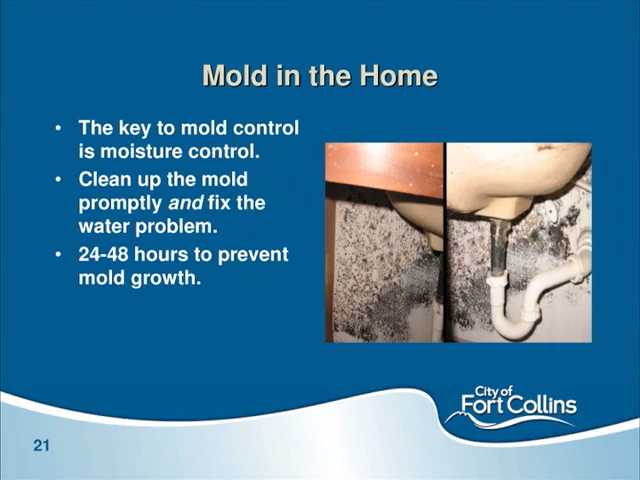 Mold in the Home
• The key to mold control
is moisture control.
• Clean up the mold
promptly and fix the
water problem.
• 24-48 hours to prevent
mold growth.
City of
Fort Collins
21